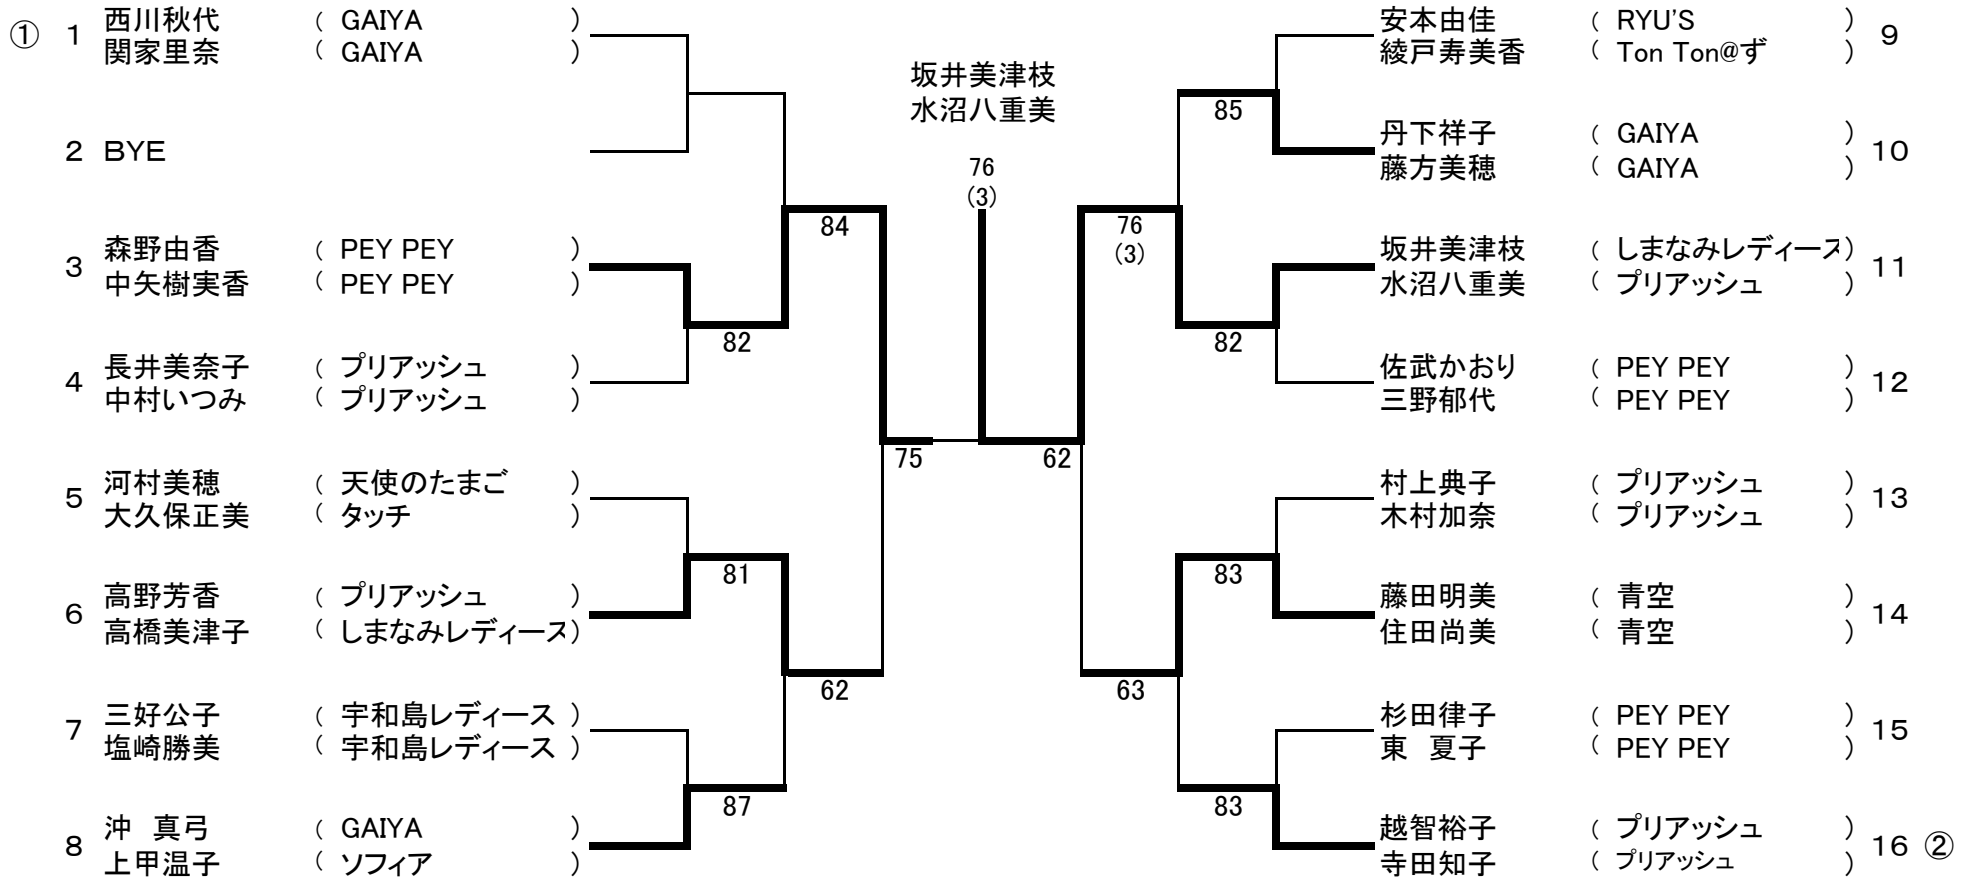 ① 1 西川秋代 ( GAIYA )
関家里奈 ( GAIYA )
2 BYE
3 森野由香 ( PEY PEY )
中矢樹実香 ( PEY PEY )
4 長井美奈子 ( プリアッシュ )
中村いつみ ( プリアッシュ )
5 河村美穂 ( 天使のたまご )
大久保正美 ( タッチ )
6 高野芳香 ( プリアッシュ )
高橋美津子 ( しまなみレディース)
7 三好公子 ( 宇和島レディース )
塩崎勝美 ( 宇和島レディース )
8 沖 真弓 ( GAIYA )
上甲温子 ( ソフィア )
84
82
81
62
87
75
坂井美津枝
水沼八重美
76
(3)
62
85
76
(3)
82
83
63
83
安本由佳 ( RYU'S ) 9
綾戸寿美香 ( Ton Ton@ず )
丹下祥子 ( GAIYA ) 10
藤方美穂 ( GAIYA )
坂井美津枝 ( しまなみレディース) 11
水沼八重美 ( プリアッシュ )
佐武かおり ( PEY PEY ) 12
三野郁代 ( PEY PEY )
村上典子 ( プリアッシュ ) 13
木村加奈 ( プリアッシュ )
藤田明美 ( 青空 ) 14
住田尚美 ( 青空 )
杉田律子 ( PEY PEY ) 15
東 夏子 ( PEY PEY )
越智裕子 ( プリアッシュ ) 16 ②
寺田知子 ( プリアッシュ )